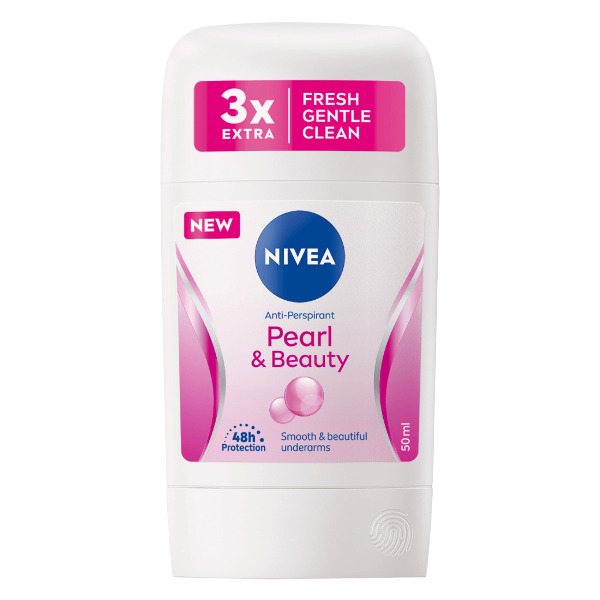 3x
EXTRA
FRESH
GENTLE
CLEAN
NEW
NIVEA
Anti-Perspirant
Pearl
& Beauty
48h
Protection
Smooth & beautiful
underarms
50 ml